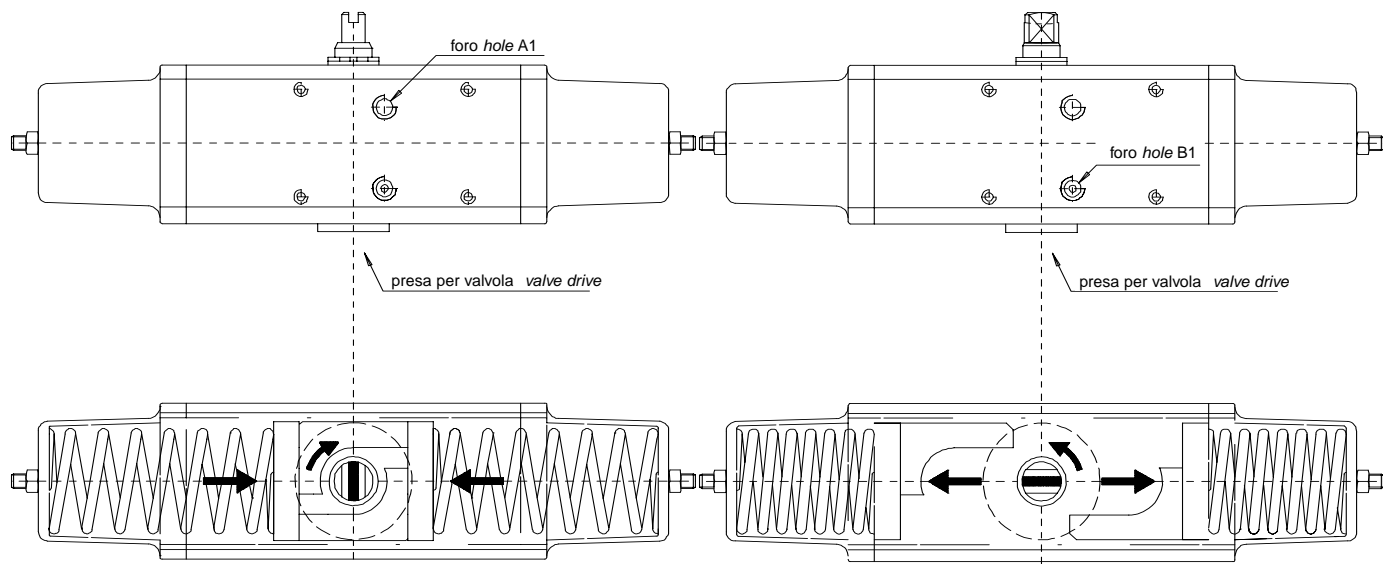 foro hole A1
foro hole B1
presa per valvola valve drive
presa per valvola valve drive